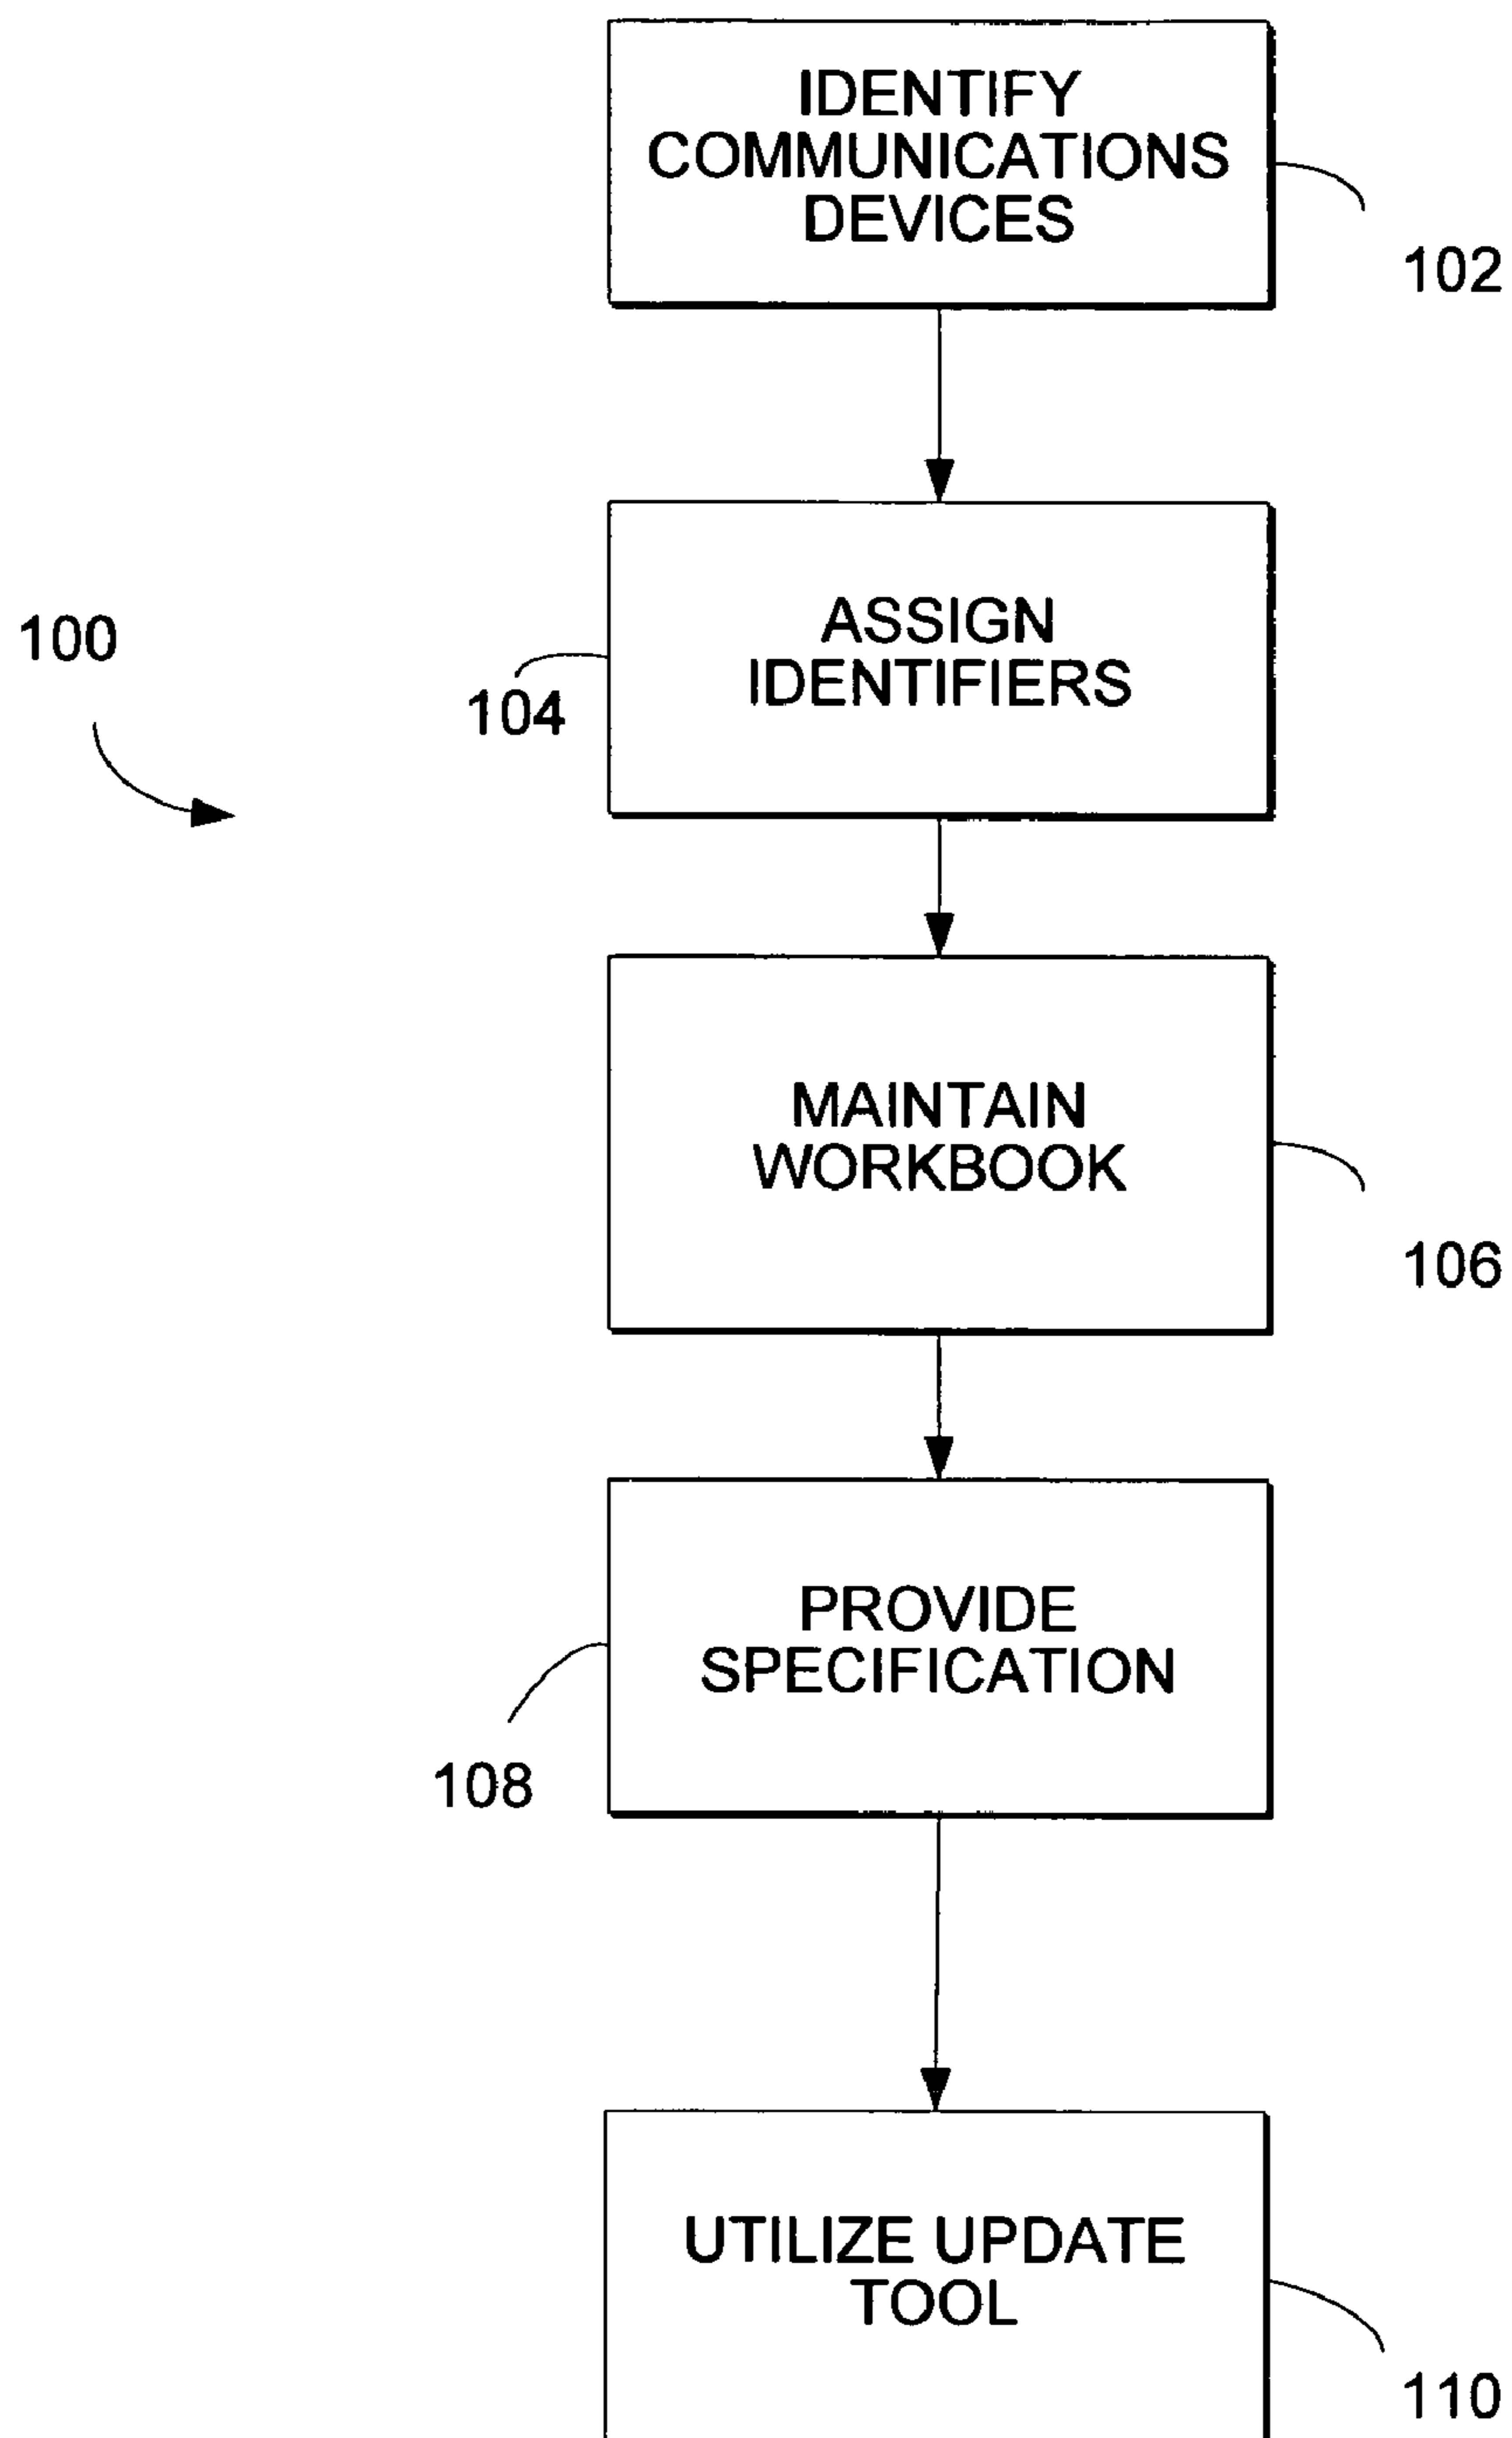 IDENTIFY
COMMUNICATIONS
DEVICES
102
ASSIGN
IDENTIFIERS
100
104
MAINTAIN
WORKBOOK
106
PROVIDE
SPECIFICATION
108
UTILIZE UPDATE
TOOL
110